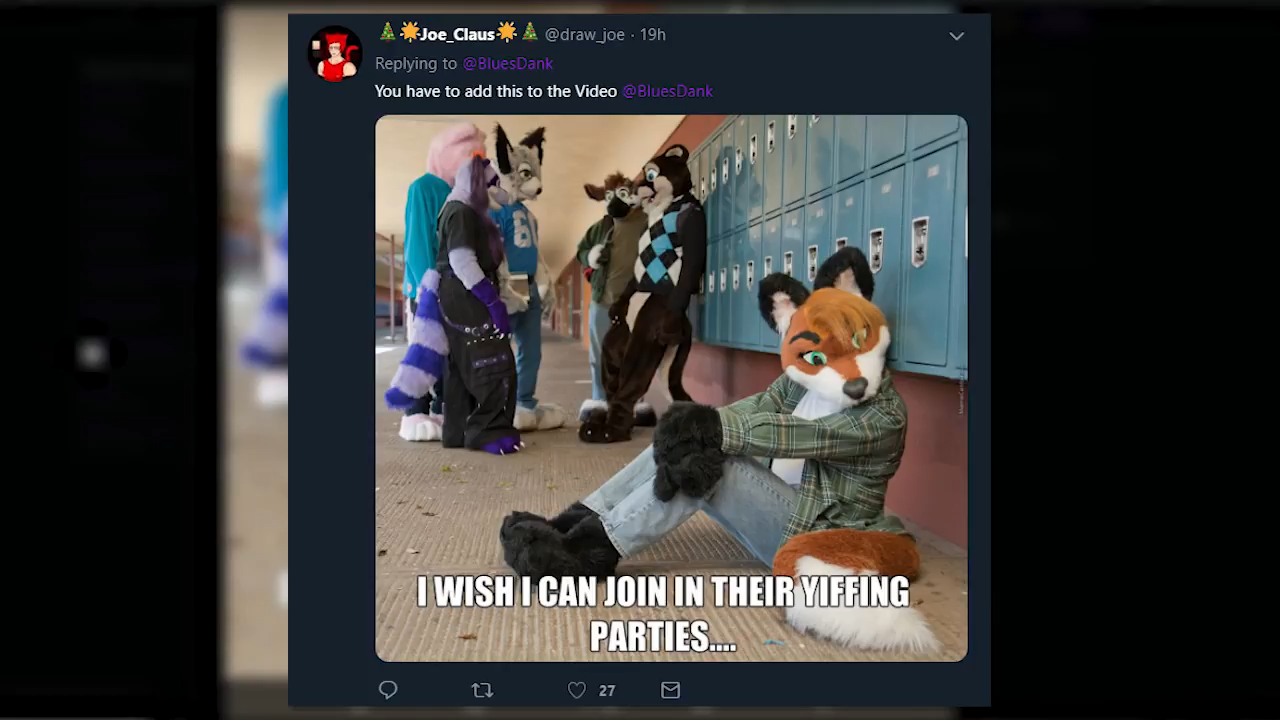 🎄🌟Joe_Claus🌟🎄 @draw_joe · 19h
Replying to @BluesDank
You have to add this to the Video @BluesDank
I WISH I CAN JOIN IN THEIR YIFFING
PARTIES....
27